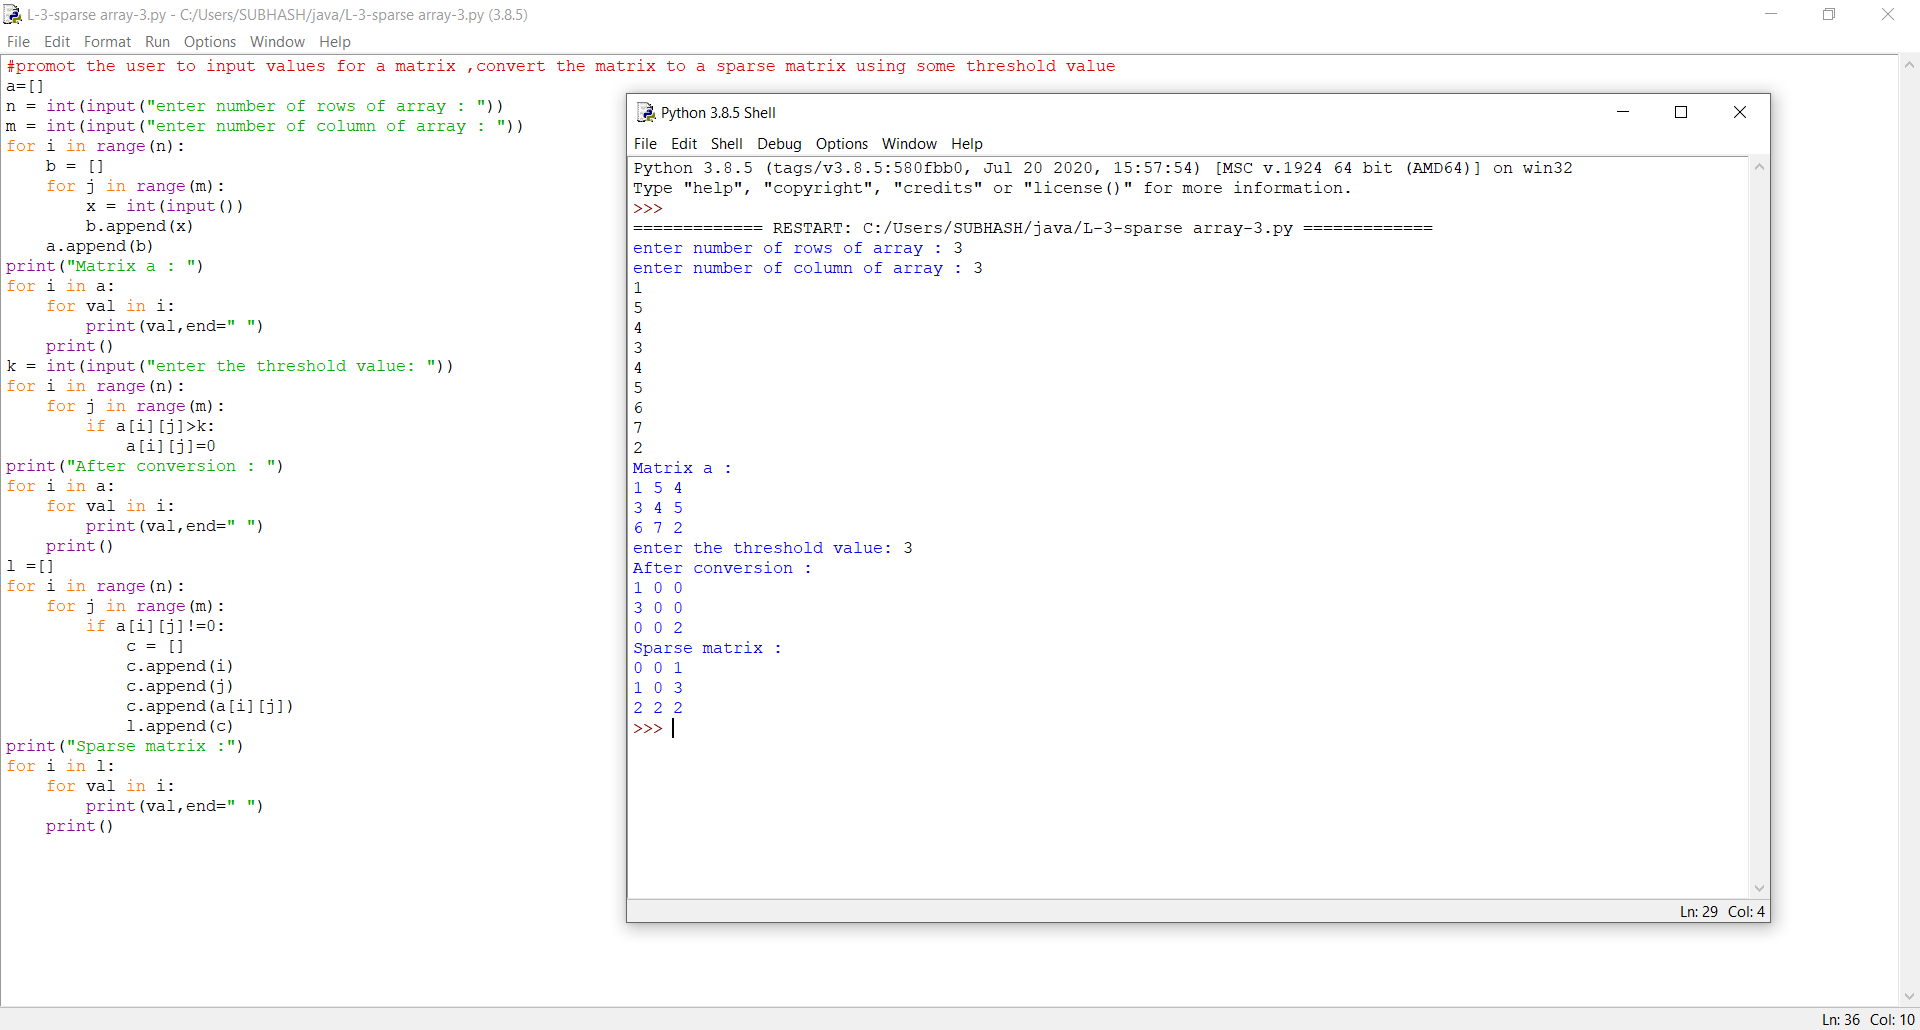 L-3-sparse array-3.py - C:/Users/SUBHASH/java/L-3-sparse array-3.py (3.8.5)
File Edit Format Run Options Window Help
#promot the user to input values for a matrix ,convert the matrix to a sparse matrix using some threshold value
a=[]
n = int(input("enter number of rows of array : "))
m = int(input("enter number of column of array : "))
for i in range(n):
    b = []
    for j in range(m):
        x = int(input())
        b.append(x)
    a.append(b)
print("Matrix a : ")
for i in a:
    for val in i:
        print(val,end=" ")
    print()
k = int(input("enter the threshold value: "))
for i in range(n):
    for j in range(m):
        if a[i][j]>k:
            a[i][j]=0
print("After conversion : ")
for i in a:
    for val in i:
        print(val,end=" ")
    print()
l =[]
for i in range(n):
    for j in range(m):
        if a[i][j]!=0:
            c = []
            c.append(i)
            c.append(j)
            c.append(a[i][j])
            l.append(c)
print("Sparse matrix :")
for i in l:
    for val in i:
        print(val,end=" ")
    print()
Python 3.8.5 Shell
File Edit Shell Debug Options Window Help
Python 3.8.5 (tags/v3.8.5:580fbb0, Jul 20 2020, 15:57:54) [MSC v.1924 64 bit (AMD64)] on win32
Type "help", "copyright", "credits" or "license()" for more information.
>>>
============= RESTART: C:/Users/SUBHASH/java/L-3-sparse array-3.py =============
enter number of rows of array : 3
enter number of column of array : 3
1
5
4
3
4
5
6
7
2
Matrix a :
1 5 4
3 4 5
6 7 2
enter the threshold value: 3
After conversion :
1 0 0
3 0 0
0 0 2
Sparse matrix :
0 0 1
1 0 3
2 2 2
>>>
Ln: 29 Col: 4
Ln: 36 Col: 10